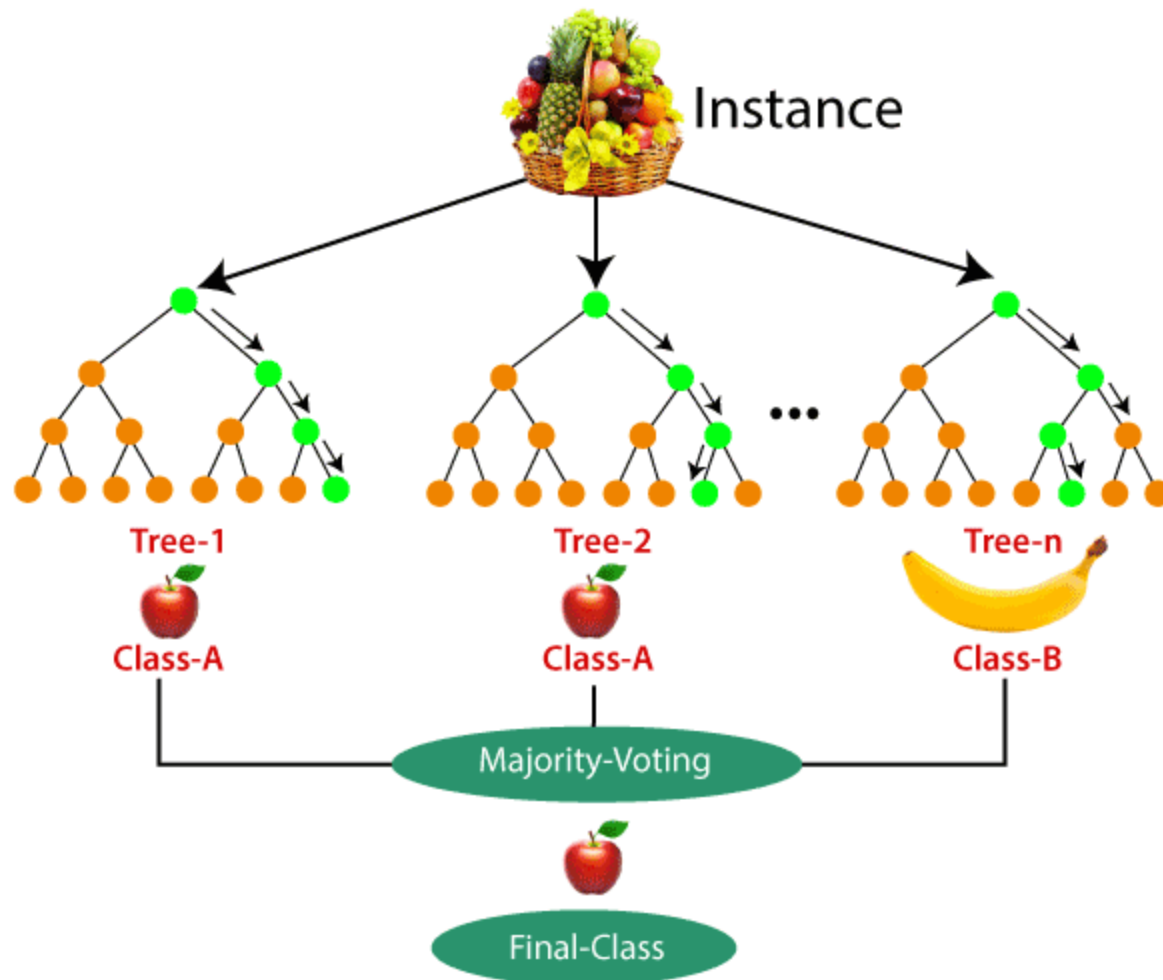 Instance
Tree-1
Tree-2
Tree-n
Class-A
Class-A
Class-B
Majority-Voting
Final-Class